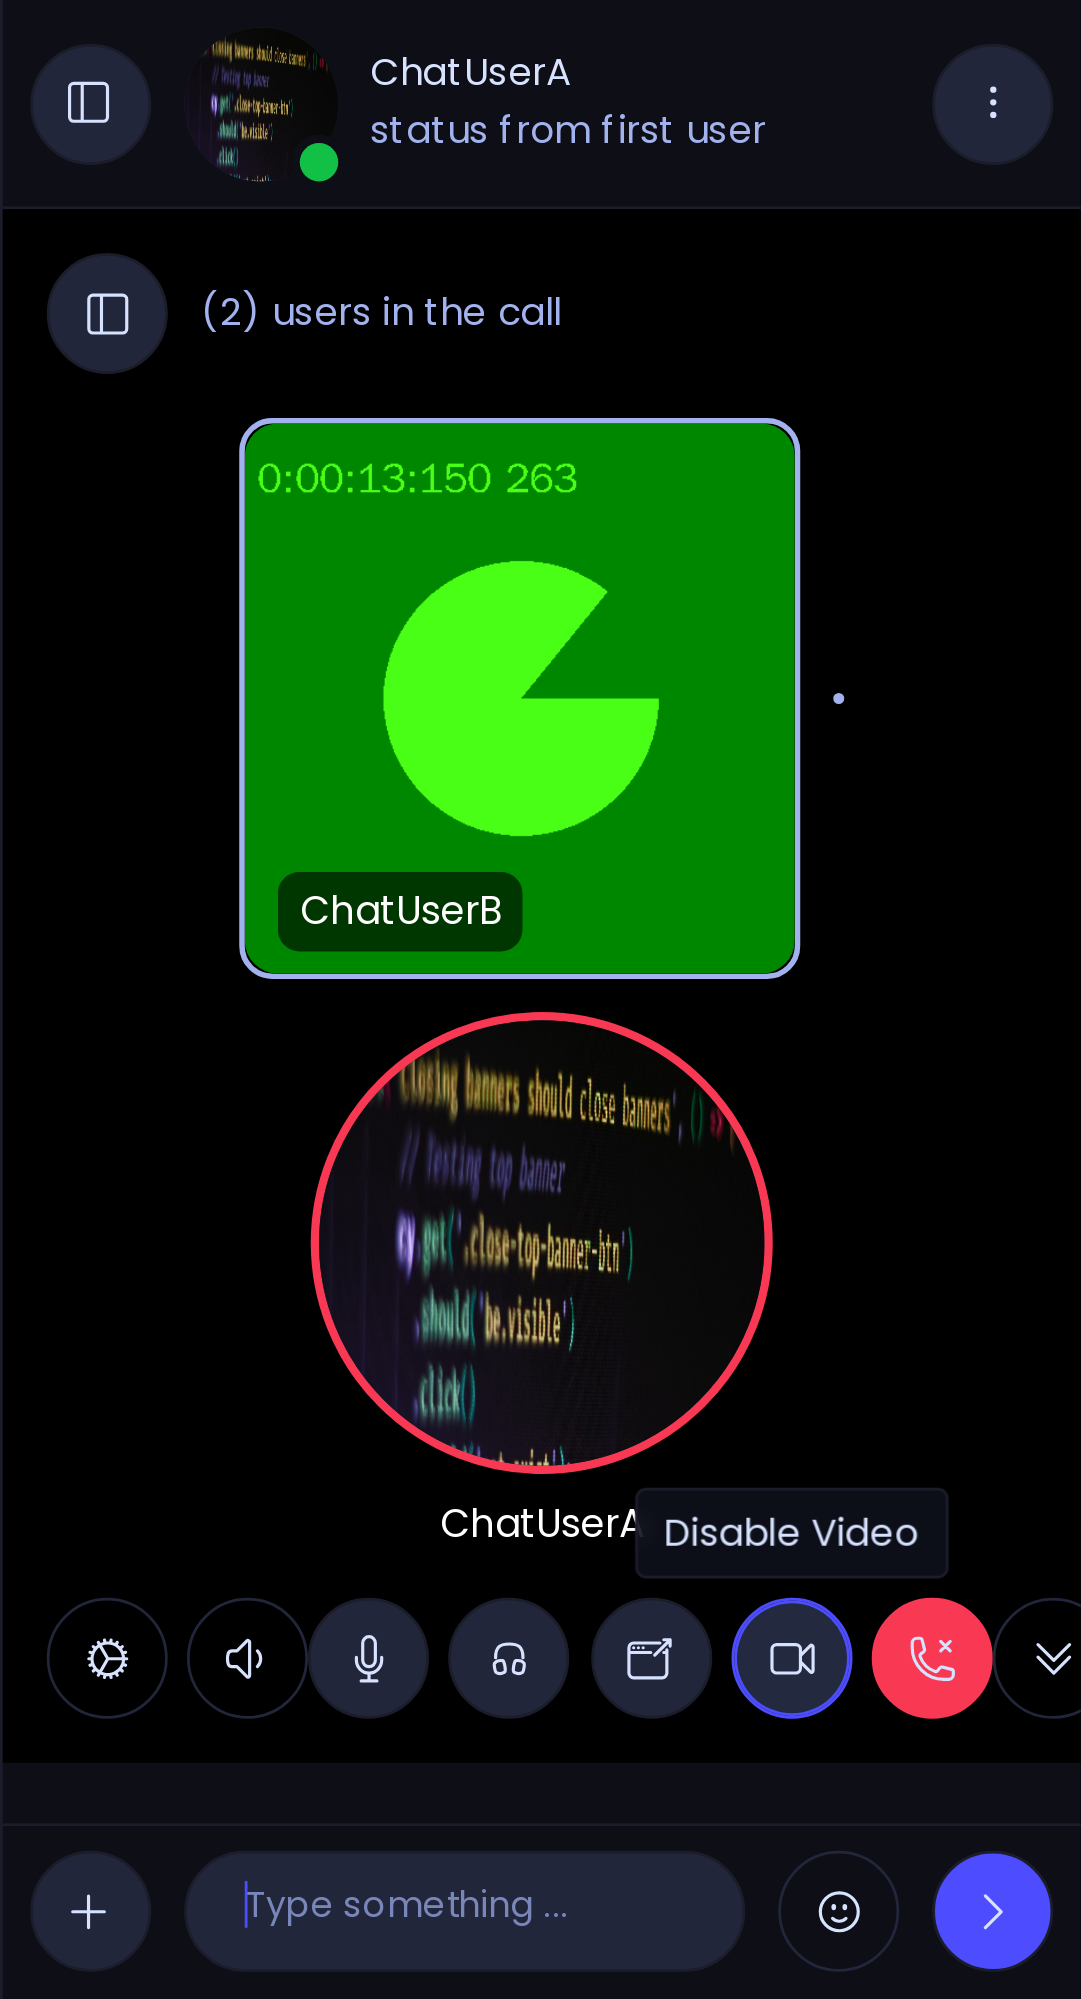 ChatUserA
status from first user
(2) users in the call
0:00:13:150 263
ChatUserB
closing banners should close banners', ()
// Testing top banner
cy.get('.close-top-banner-btn')
.should('be.visible')
.click()
ChatUserA
Disable Video
Type something ...